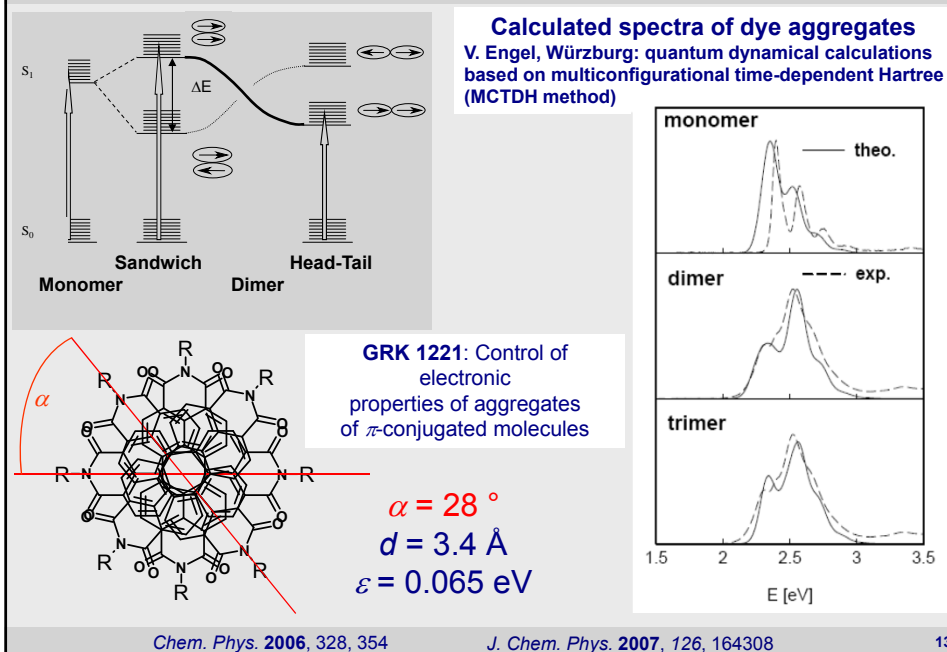 Calculated spectra of dye aggregates
V. Engel, Würzburg: quantum dynamical calculations
based on multiconfigurational time-dependent Hartree
(MCTDH method)
S₁
ΔE
S₀
Sandwich Head-Tail
Monomer Dimer
monomer
theo.
dimer
exp.
trimer
1.5 2.0 2.5 3.0 3.5
E [eV]
GRK 1221: Control of
electronic
properties of aggregates
of π-conjugated molecules
α
R
R R
O O O O
N N N
O O
R N N R
O O
N N N
O O O O
R R
R
α = 28 °
d = 3.4 Å
ε = 0.065 eV
Chem. Phys. 2006, 328, 354 J. Chem. Phys. 2007, 126, 164308